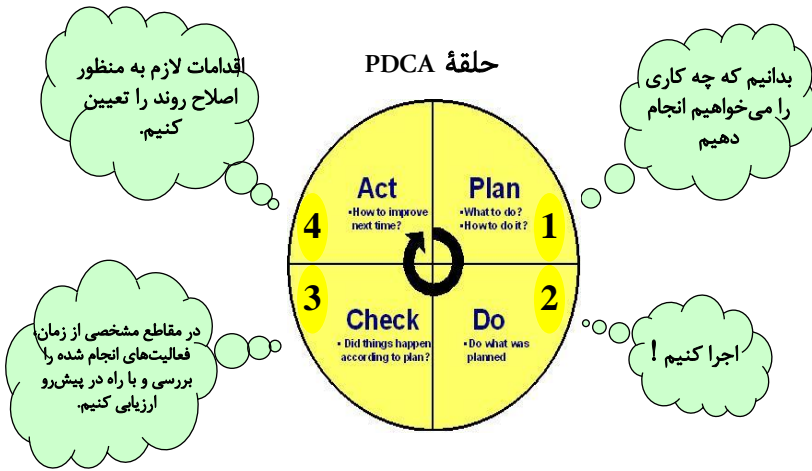 حلقهٔ PDCA
بدانیم که چه کاری
را می‌خواهیم انجام
دهیم
Plan
•What to do?
•How to do it?
1
اجرا کنیم !
Do
•Do what was
planned
2
در مقاطع مشخصی از زمان،
فعالیت‌های انجام شده را
بررسی و با راه در پیش‌رو
ارزیابی کنیم.
Check
• Did things happen
according to plan?
3
اقدامات لازم به منظور
اصلاح روند را تعیین
کنیم.
Act
•How to improve
next time?
4